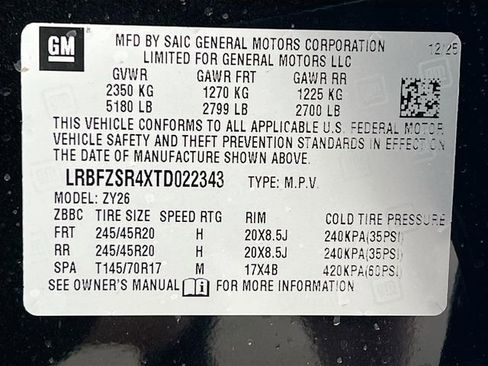 GM
MFD BY SAIC GENERAL MOTORS CORPORATION 12/25
LIMITED FOR GENERAL MOTORS LLC
GVWR GAWR FRT GAWR RR
2350 KG 1270 KG 1225 KG
5180 LB 2799 LB 2700 LB
THIS VEHICLE CONFORMS TO ALL APPLICABLE U.S. FEDERAL MOTOR
VEHICLE SAFETY AND THEFT PREVENTION STANDARDS IN EFFECT ON
THE DATE OF MANUFACTURE SHOWN ABOVE.
LRBFZSR4XTD022343 TYPE: M.P.V.
MODEL: ZY26
ZBBC TIRE SIZE SPEED RTG RIM COLD TIRE PRESSURE
FRT 245/45R20 H 20X8.5J 240KPA(35PSI)
RR 245/45R20 H 20X8.5J 240KPA(35PSI)
SPA T145/70R17 M 17X4B 420KPA(60PSI)
SEE OWNER'S MANUAL i FOR MORE INFORMATION